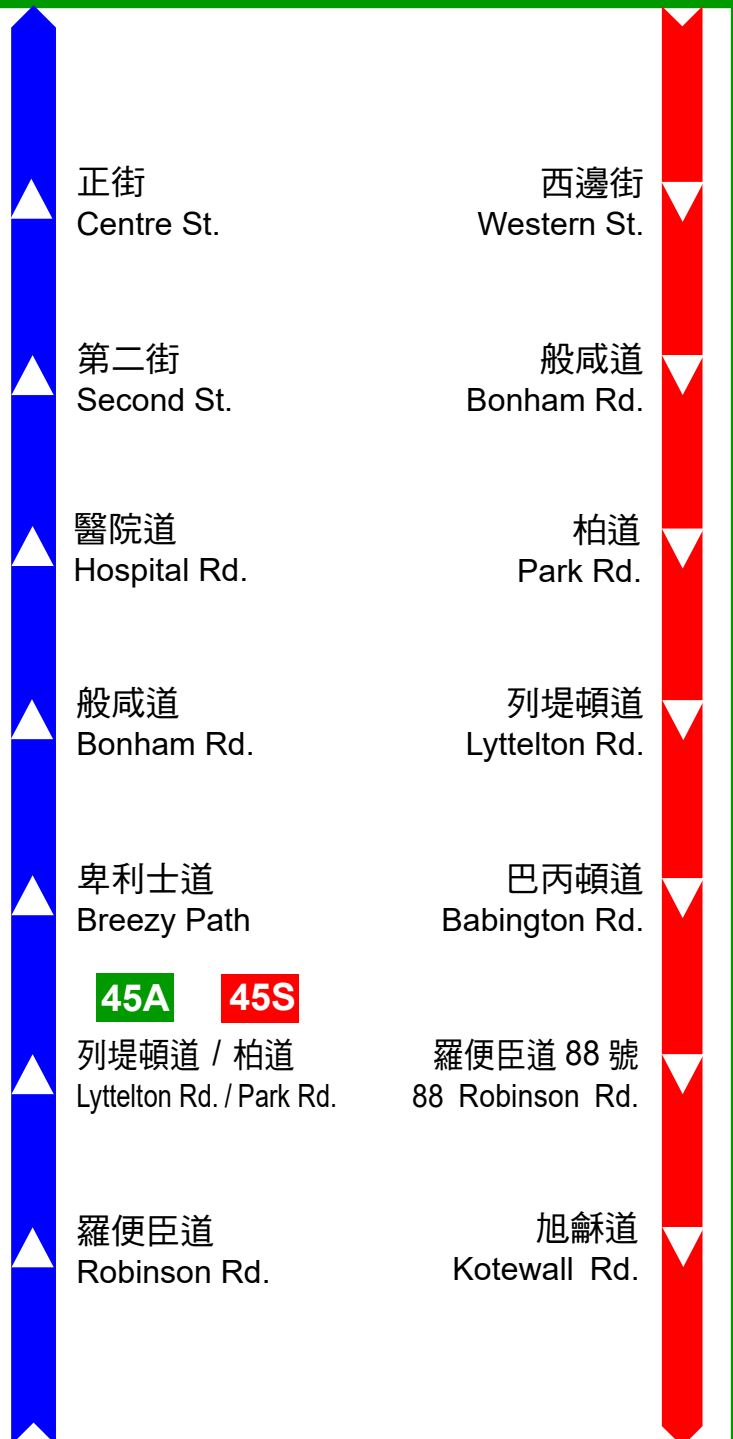 正街
Centre St.
西邊街
Western St.
第二街
Second St.
般咸道
Bonham Rd.
醫院道
Hospital Rd.
柏道
Park Rd.
般咸道
Bonham Rd.
列堤頓道
Lyttelton Rd.
卑利士道
Breezy Path
巴丙頓道
Babington Rd.
45A 45S
列堤頓道 / 柏道
Lyttelton Rd. / Park Rd.
羅便臣道 88 號
88 Robinson Rd.
羅便臣道
Robinson Rd.
旭龢道
Kotewall Rd.